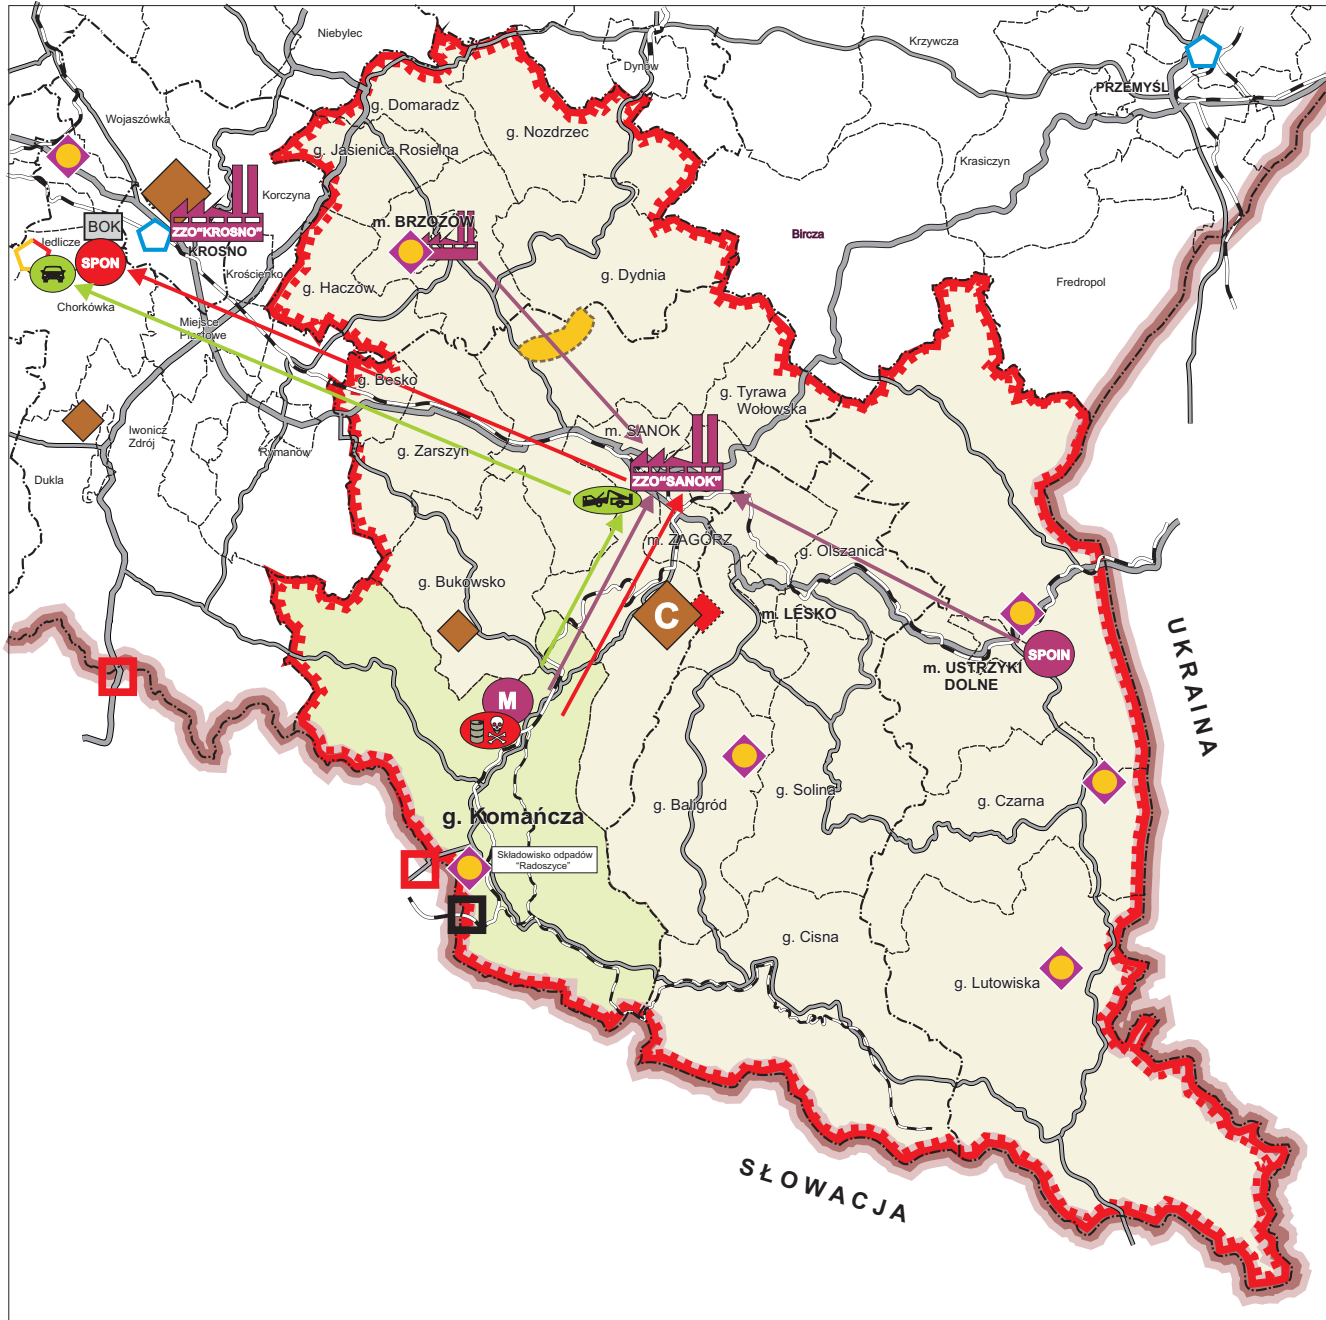 Niebylec
Krzywcza
Dynów
PRZEMYŚL
g. Domaradz
Wojaszówka
g. Nozdrzec
g. Jasienica Rosielna
Krasiczyn
Korczyna
m. BRZOZÓW
BOK
ZZO"KROSNO"
Jedlicze
KROSNO
Bircza
SPON
Krościenko
g. Dydnia
Fredropol
g. Haczów
Chorkówka
Miejsce
Piastowe
g. Besko
g. Tyrawa
Wołowska
Iwonicz
Zdrój
m. SANOK
Rymanów
g. Zarszyn
Dukla
ZZO"SANOK"
m. ZAGÓRZ
g. Olszanica
g. Bukowsko
C
m. LESKO
UKRAINA
SPOIN
m. USTRZYKI
DOLNE
M
g. Baligród
g. Solina
g. Czarna
g. Komańcza
Składowisko odpadów
"Radoszyce"
g. Cisna
g. Lutowiska
SŁOWACJA